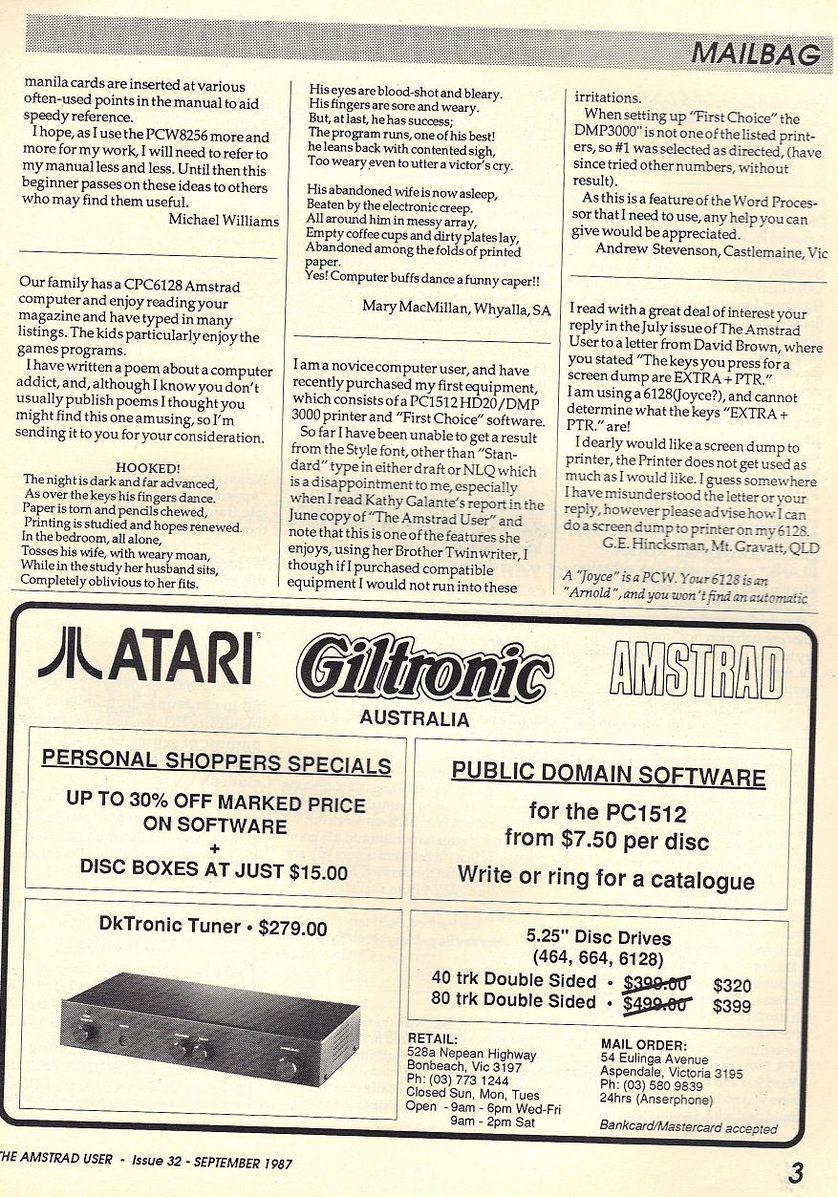 MAILBAG
manila cards are inserted at various
often-used points in the manual to aid
speedy reference.
I hope, as I use the PCW8256 more and
more for my work, I will need to refer to
my manual less and less. Until then this
beginner passes on these ideas to others
who may find them useful.
Michael Williams
Our family has a CPC6128 Amstrad
computer and enjoy reading your
magazine and have typed in many
listings. The kids particularly enjoy the
games programs.
I have written a poem about a computer
addict, and, although I know you don't
usually publish poems I thought you
might find this one amusing, so I'm
sending it to you for your consideration.
HOOKED!
The night is dark and far advanced,
As over the keys his fingers dance.
Paper is torn and pencils chewed,
Printing is studied and hopes renewed.
In the bedroom, all alone,
Tosses his wife, with weary moan,
While in the study her husband sits,
Completely oblivious to her fits.
His eyes are blood-shot and bleary.
His fingers are sore and weary.
But, at last, he has success;
The program runs, one of his best!
he leans back with contented sigh,
Too weary even to utter a victor's cry.
His abandoned wife is now asleep,
Beaten by the electronic creep.
All around him in messy array,
Empty coffee cups and dirty plates lay,
Abandoned among the folds of printed
paper.
Yes! Computer buffs dance a funny caper!!
Mary MacMillan, Whyalla, SA
I am a novice computer user, and have
recently purchased my first equipment,
which consists of a PC1512 HD20/DMP
3000 printer and "First Choice" software.
So far I have been unable to get a result
from the Style font, other than "Stan-
dard" type in either draft or NLQ which
is a disappointment to me, especially
when I read Kathy Galante's report in the
June copy of "The Amstrad User" and
note that this is one of the features she
enjoys, using her Brother Twinwriter, I
though if I purchased compatible
equipment I would not run into these
irritations.
When setting up "First Choice" the
DMP3000" is not one of the listed print-
ers, so #1 was selected as directed, (have
since tried other numbers, without
result).
As this is a feature of the Word Proces-
sor that I need to use, any help you can
give would be appreciated.
Andrew Stevenson, Castlemaine, Vic
I read with a great deal of interest your
reply in the July issue of The Amstrad
User to a letter from David Brown, where
you stated "The keys you press for a
screen dump are EXTRA + PTR."
I am using a 6128(Joyce?), and cannot
determine what the keys "EXTRA +
PTR." are!
I dearly would like a screen dump to
printer, the Printer does not get used as
much as I would like. I guess somewhere
I have misunderstood the letter or your
reply, however please advise how I can
do a screen dump to printer on my 6128.
G.E. Hincksman, Mt. Gravatt, QLD
A "Joyce" is a PCW. Your 6128 is an
"Arnold", and you won't find an automatic
ATARI
Giltronic
AMSTRAD
AUSTRALIA
PERSONAL SHOPPERS SPECIALS
UP TO 30% OFF MARKED PRICE
ON SOFTWARE
+
DISC BOXES AT JUST $15.00
PUBLIC DOMAIN SOFTWARE
for the PC1512
from $7.50 per disc
Write or ring for a catalogue
DkTronic Tuner • $279.00
5.25" Disc Drives
(464, 664, 6128)
40 trk Double Sided • $399.00 $320
80 trk Double Sided • $499.00 $399
RETAIL:
528a Nepean Highway
Bonbeach, Vic 3197
Ph: (03) 773 1244
Closed Sun, Mon, Tues
Open - 9am - 6pm Wed-Fri
9am - 2pm Sat
MAIL ORDER:
54 Eulinga Avenue
Aspendale, Victoria 3195
Ph: (03) 580 9839
24hrs (Anserphone)
Bankcard/Mastercard accepted
THE AMSTRAD USER - Issue 32 - SEPTEMBER 1987
3